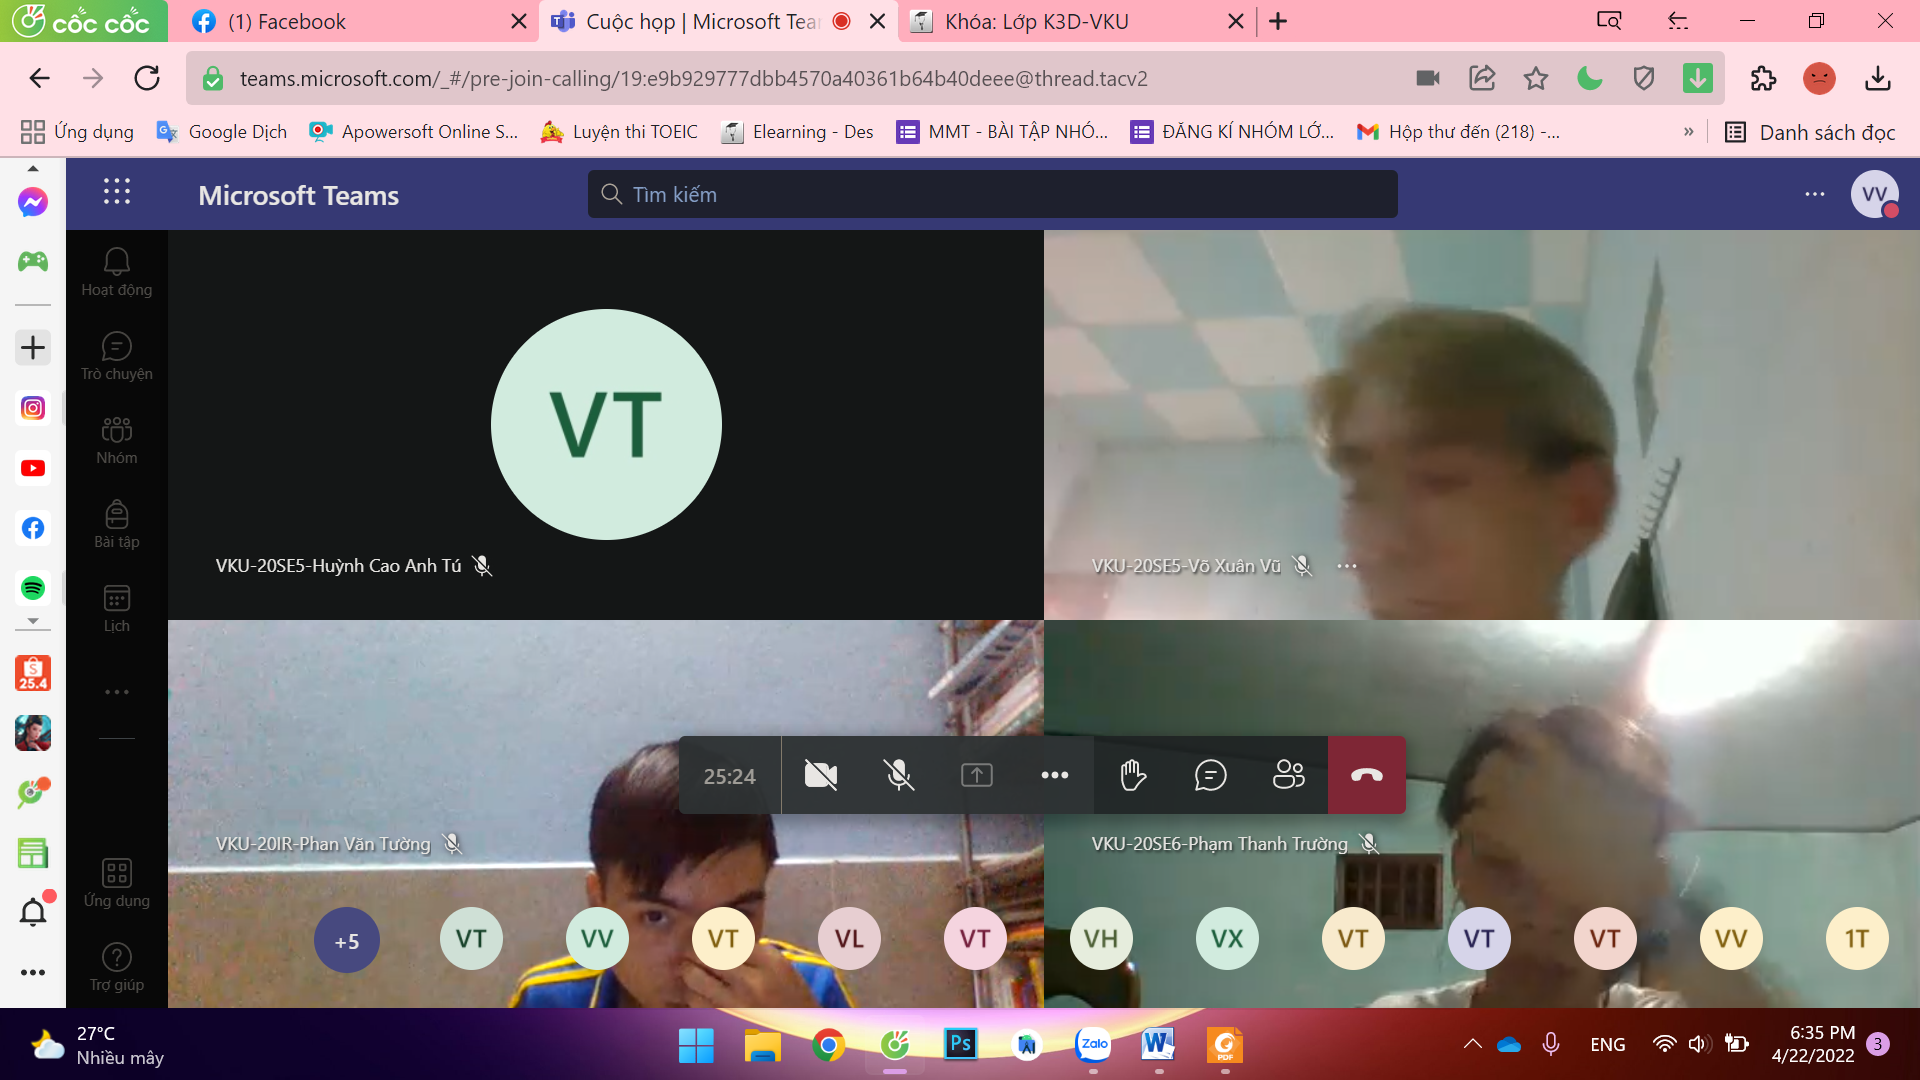 cốc cốc
(1) Facebook
Cuộc họp | Microsoft Tea
Khóa: Lớp K3D-VKU
teams.microsoft.com/_#/pre-join-calling/19:e9b929777dbb4570a40361b64b40deee@thread.tacv2
Ứng dụng
Google Dịch
Apowersoft Online S...
Luyện thi TOEIC
Elearning - Des
MMT - BÀI TẬP NHÓ...
ĐĂNG KÍ NHÓM LỚ...
Hộp thư đến (218) -...
»
Danh sách đọc
Microsoft Teams
Tìm kiếm
VV
Hoạt động
Trò chuyện
Nhóm
Bài tập
Lịch
Ứng dụng
Trợ giúp
S
25.4
VT
VKU-20SE5-Huỳnh Cao Anh Tú
VKU-20SE5-Võ Xuân Vũ
25:24
VKU-20IR-Phan Văn Tường
VKU-20SE6-Phạm Thanh Trường
+5
VT
VV
VT
VL
VT
VH
VX
VT
VT
VT
VV
1T
27°C
Nhiều mây
Ps
AI
Zalo
W
PDF
ENG
6:35 PM
4/22/2022
3